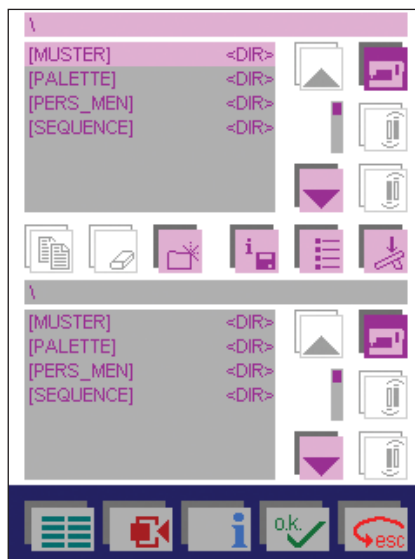 \
[MUSTER] <DIR>
[PALETTE] <DIR>
[PERS_MEN] <DIR>
[SEQUENCE] <DIR>
i
\
[MUSTER] <DIR>
[PALETTE] <DIR>
[PERS_MEN] <DIR>
[SEQUENCE] <DIR>
i o.k. esc